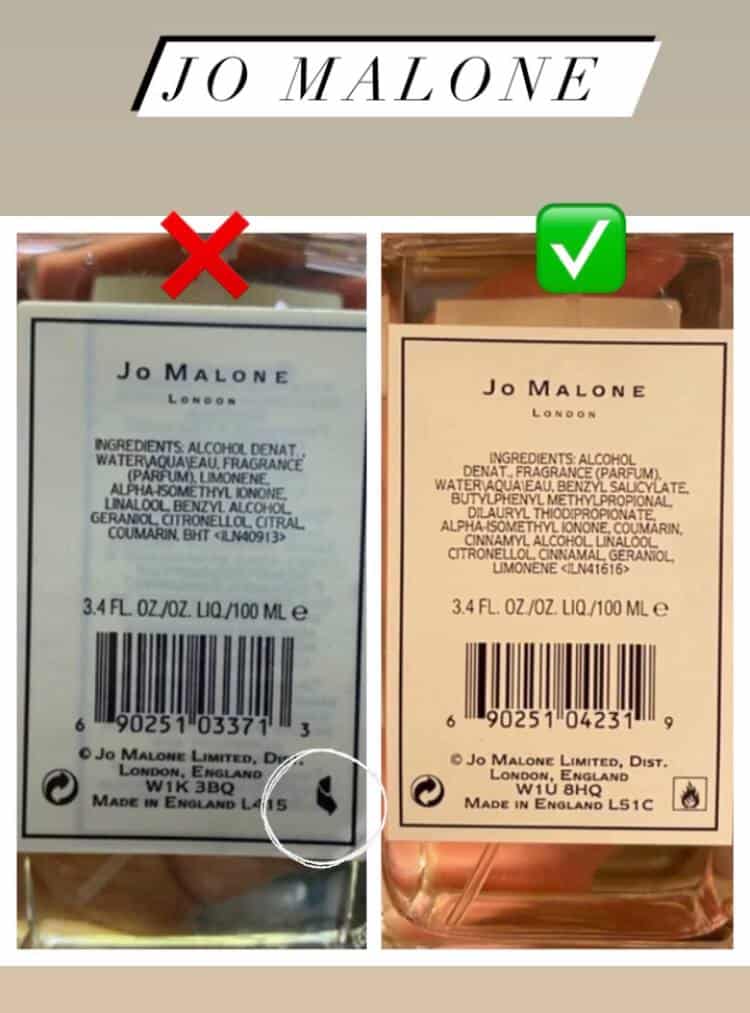 JO MALONE
JO MALONE
LONDON
INGREDIENTS: ALCOHOL DENAT.,
WATER\AQUA\EAU, FRAGRANCE
(PARFUM), LIMONENE,
ALPHA-ISOMETHYL IONONE,
LINALOOL, BENZYL ALCOHOL,
GERANIOL, CITRONELLOL, CITRAL,
COUMARIN, BHT <ILN40913>
3.4 FL. OZ./OZ. LIQ./100 ML e
6 90251 03371 3
© JO MALONE LIMITED, DIST.
LONDON, ENGLAND
W1K 3BQ
MADE IN ENGLAND
JO MALONE
LONDON
INGREDIENTS: ALCOHOL
DENAT., FRAGRANCE (PARFUM),
WATER\AQUA\EAU, BENZYL SALICYLATE,
BUTYLPHENYL METHYLPROPIONAL,
DILAURYL THIODIPROPIONATE,
ALPHA-ISOMETHYL IONONE, COUMARIN,
CINNAMYL ALCOHOL, LINALOOL,
CITRONELLOL, CINNAMAL, GERANIOL,
LIMONENE <ILN41616>
3.4 FL. OZ./OZ. LIQ./100 ML e
6 90251 04231 9
© JO MALONE LIMITED, DIST.
LONDON, ENGLAND
W1U 8HQ
MADE IN ENGLAND L51C